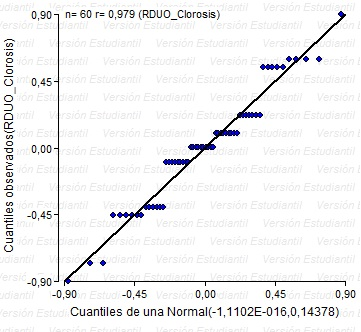 n= 60 r= 0,979 (RDUO_Clorosis)
Cuantiles observados(RDUO_Clorosis)
0,90
0,45
0,00
-0,45
-0,90
-0,90
-0,45
0,00
0,45
0,90
Cuantiles de una Normal(-1,1102E-016,0,14378)
Versión Estudiantil